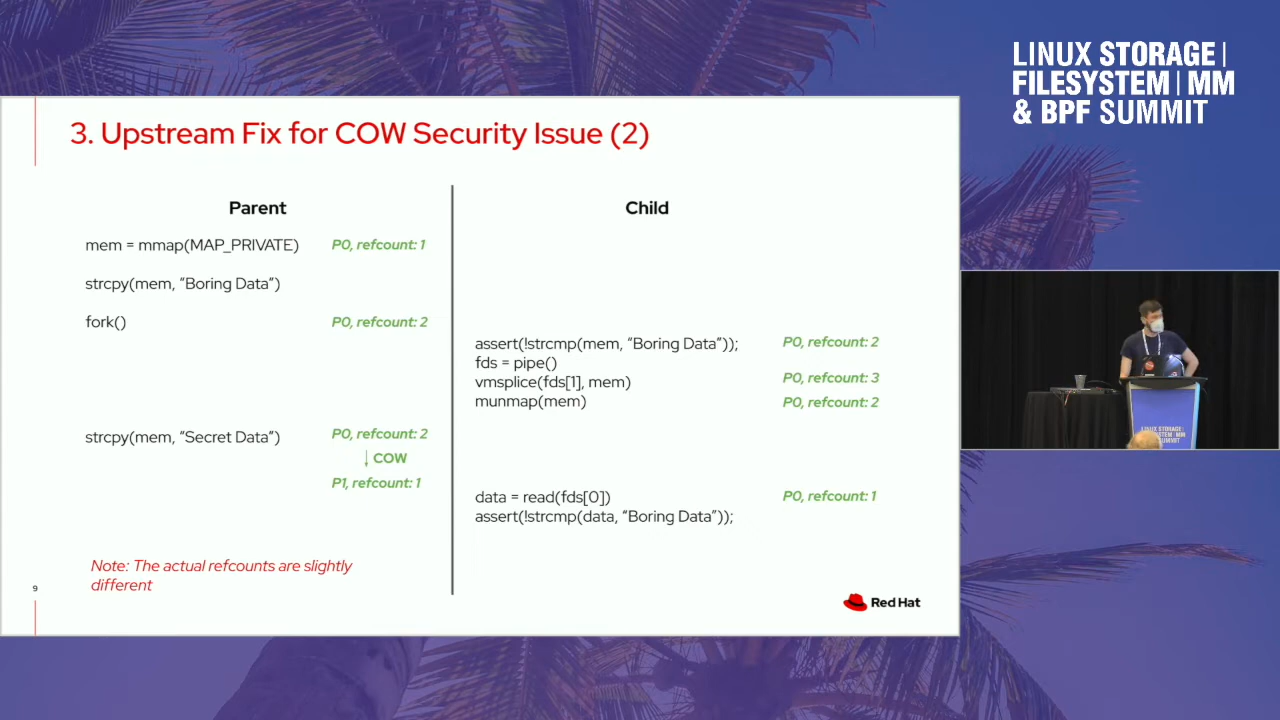 LINUX STORAGE |
FILESYSTEM | MM
& BPF SUMMIT
3. Upstream Fix for COW Security Issue (2)
Parent
mem = mmap(MAP_PRIVATE) P0, refcount: 1
strcpy(mem, “Boring Data”)
fork() P0, refcount: 2
strcpy(mem, “Secret Data”) P0, refcount: 2
↓ COW
P1, refcount: 1
Note: The actual refcounts are slightly
different
Child
assert(!strcmp(mem, “Boring Data”)); P0, refcount: 2
fds = pipe()
vmsplice(fds[1], mem) P0, refcount: 3
munmap(mem) P0, refcount: 2
data = read(fds[0]) P0, refcount: 1
assert(!strcmp(data, “Boring Data”));
9
Red Hat
LINUX STORAGE |